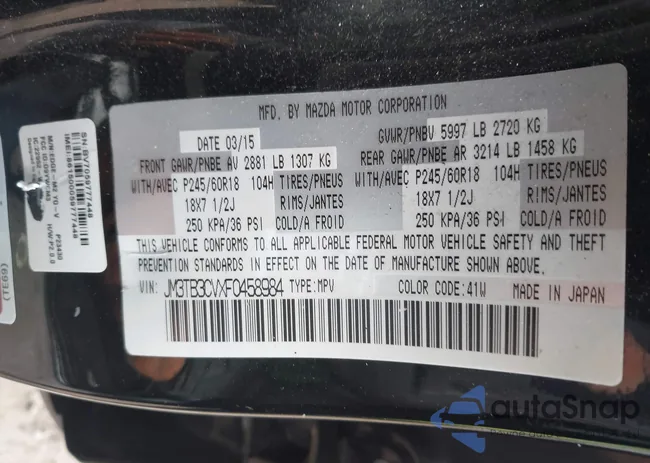 MFD. BY MAZDA MOTOR CORPORATION
DATE 03/15
GVWR/PNBV 5997 LB 2720 KG
FRONT GAWR/PNBE AV 2881 LB 1307 KG
REAR GAWR/PNBE AR 3214 LB 1458 KG
WITH/AVEC P245/60R18 104H TIRES/PNEUS
WITH/AVEC P245/60R18 104H TIRES/PNEUS
18X7 1/2J RIMS/JANTES
18X7 1/2J RIMS/JANTES
250 KPA/36 PSI COLD/A FROID
250 KPA/36 PSI COLD/A FROID
THIS VEHICLE CONFORMS TO ALL APPLICABLE FEDERAL MOTOR VEHICLE SAFETY AND THEFT
PREVENTION STANDARDS IN EFFECT ON THE DATE OF MANUFACTURE SHOWN ABOVE.
VIN: JM3TB3CVXF0458984 TYPE: MPV COLOR CODE: 41W MADE IN JAPAN
SN:BV7059777448
P23430
(T69)
autoSnap